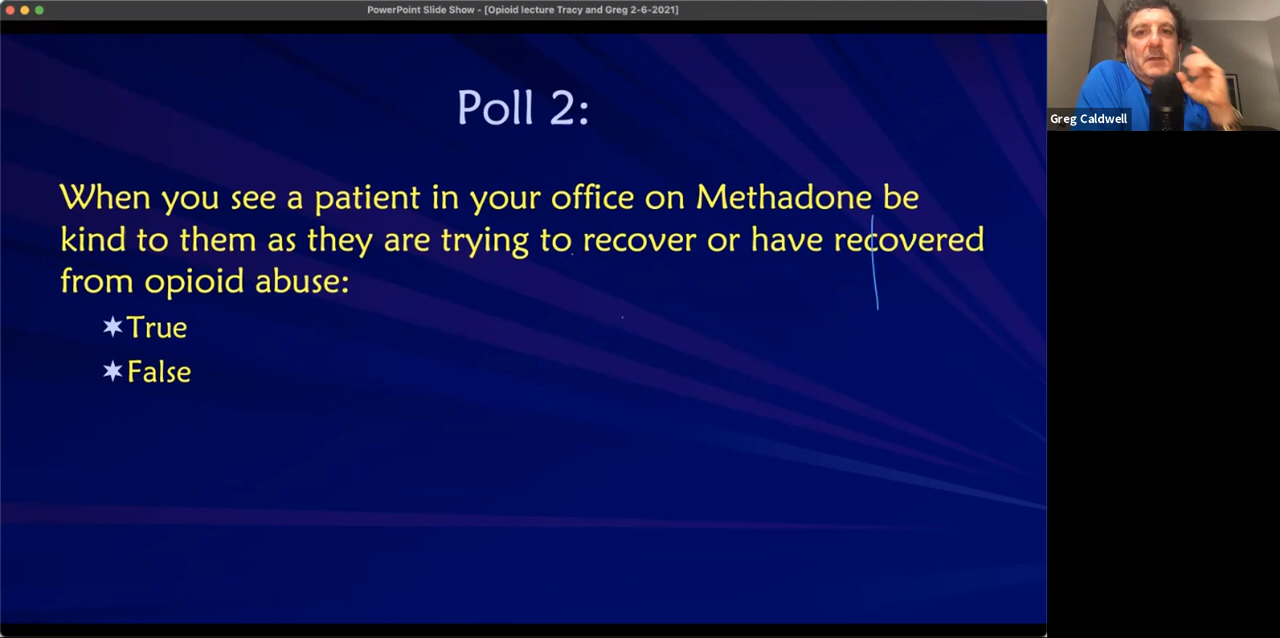 PowerPoint Slide Show - [Opioid lecture Tracy and Greg 2-6-2021]
Poll 2:
When you see a patient in your office on Methadone be
kind to them as they are trying to recover or have recovered
from opioid abuse:
True
False
Greg Caldwell